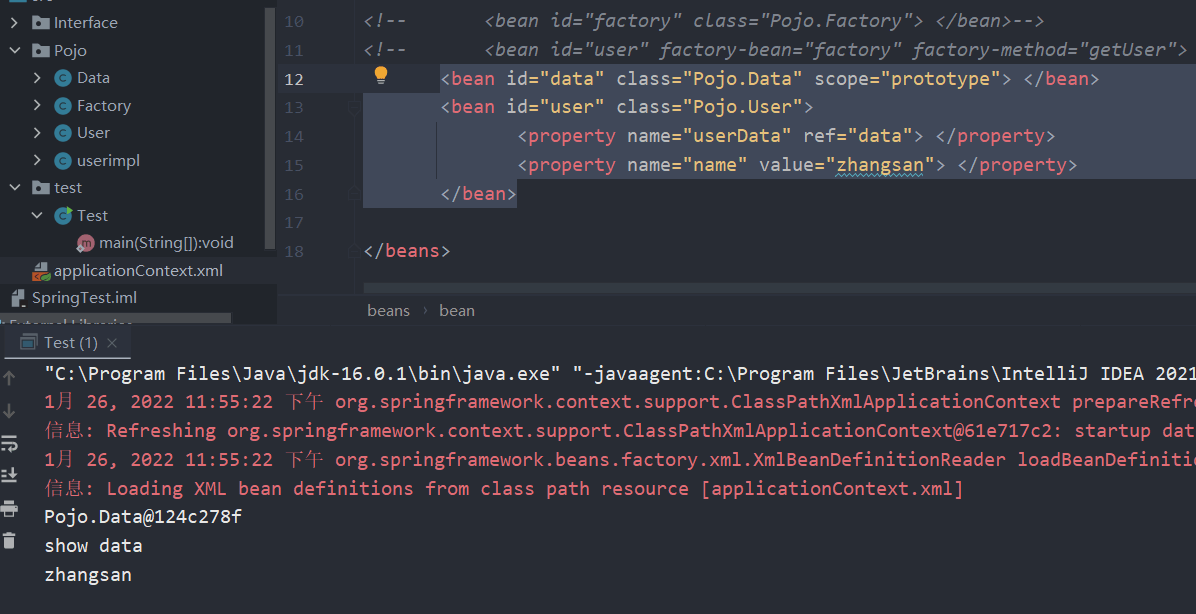 Interface
Pojo
Data
Factory
User
userimpl
test
Test
main(String[]):void
applicationContext.xml
SpringTest.iml
External Libraries
10 <!-- <bean id="factory" class="Pojo.Factory"> </bean>-->
11 <!-- <bean id="user" factory-bean="factory" factory-method="getUser">
12 <bean id="data" class="Pojo.Data" scope="prototype"> </bean>
13 <bean id="user" class="Pojo.User">
14 <property name="userData" ref="data"> </property>
15 <property name="name" value="zhangsan"> </property>
16 </bean>
17
18 </beans>
beans › bean
Test (1) ×
"C:\Program Files\Java\jdk-16.0.1\bin\java.exe" "-javaagent:C:\Program Files\JetBrains\IntelliJ IDEA 2021
1月 26, 2022 11:55:22 下午 org.springframework.context.support.ClassPathXmlApplicationContext prepareRefre
信息: Refreshing org.springframework.context.support.ClassPathXmlApplicationContext@61e717c2: startup dat
1月 26, 2022 11:55:22 下午 org.springframework.beans.factory.xml.XmlBeanDefinitionReader loadBeanDefinitio
信息: Loading XML bean definitions from class path resource [applicationContext.xml]
Pojo.Data@124c278f
show data
zhangsan